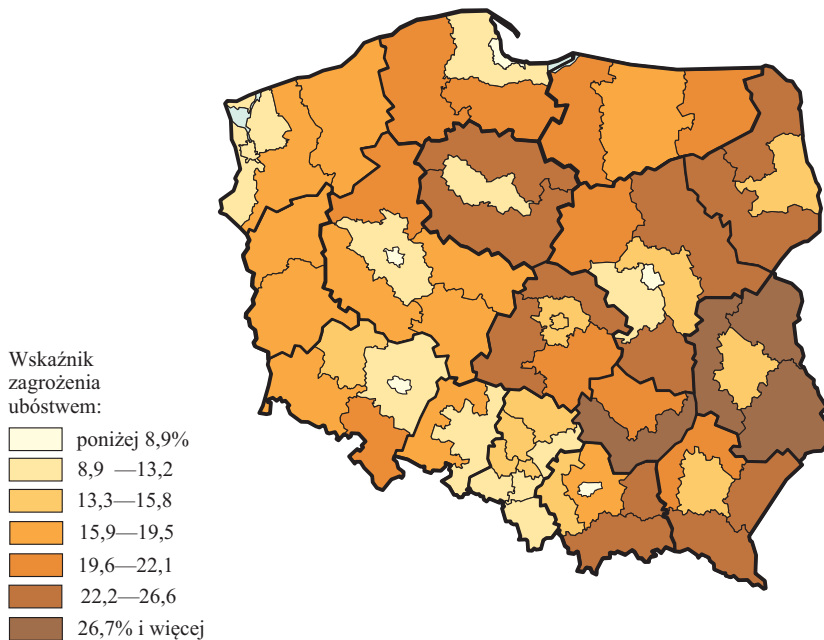 Wskaźnik
zagrożenia
ubóstwem:
poniżej 8,9%
8,9 —13,2
13,3—15,8
15,9—19,5
19,6—22,1
22,2—26,6
26,7% i więcej